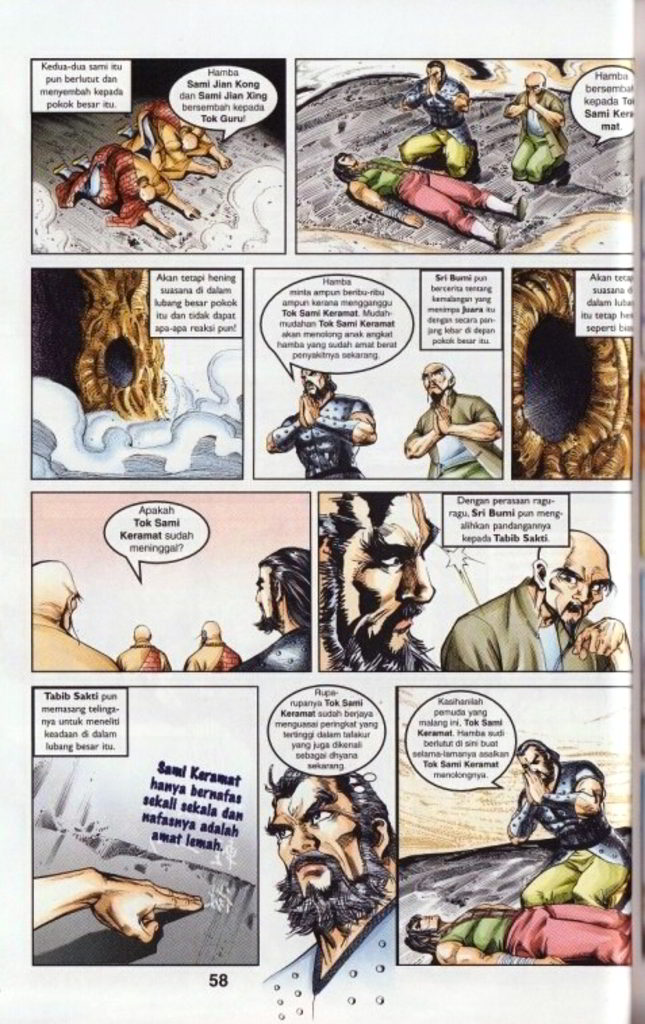 Kedua-dua sami itu
pun berlutut dan
menyembah kepada
pokok besar itu.
Hamba
Sami Jian Kong
dan Sami Jian Xing
bersembah kepada
Tok Guru!
Hamba
bersembah
kepada Tok
Sami Kera
mat.
Akan tetapi hening
suasana di dalam
lubang besar pokok
itu dan tidak dapat
apa-apa reaksi pun!
Hamba
minta ampun beribu-ribu
ampun kerana mengganggu
Tok Sami Keramat. Mudah-
mudahan Tok Sami Keramat
akan menolong anak angkat
hamba yang sudah amat berat
penyakitnya sekarang.
Sri Bumi pun
bercerita tentang
kemalangan yang
menimpa Juara itu
dengan secara pan-
jang lebar di depan
pokok besar itu.
Akan teta
suasana d
dalam luba
itu tetap
seperti bia
Apakah
Tok Sami
Keramat sudah
meninggal?
Dengan perasaan ragu-
ragu, Sri Bumi pun meng-
alihkan pandangannya
kepada Tabib Sakti.
Tabib Sakti pun
memasang telinga-
nya untuk meneliti
keadaan di dalam
lubang besar itu.
Sami Keramat
hanya bernafas
sekali sekala dan
nafasnya adalah
amat lemah.
Rupa-
rupanya Tok Sami
Keramat sudah berjaya
menguasai peringkat yang
tertinggi dalam tafakur
yang juga dikenali
sebagai dhyana
sekarang.
Kasihanilah
pemuda yang
malang ini, Tok Sami
Keramat. Hamba sudi
berlutut di sini buat
selama-lamanya asalkan
Tok Sami Keramat
menolongnya.
58